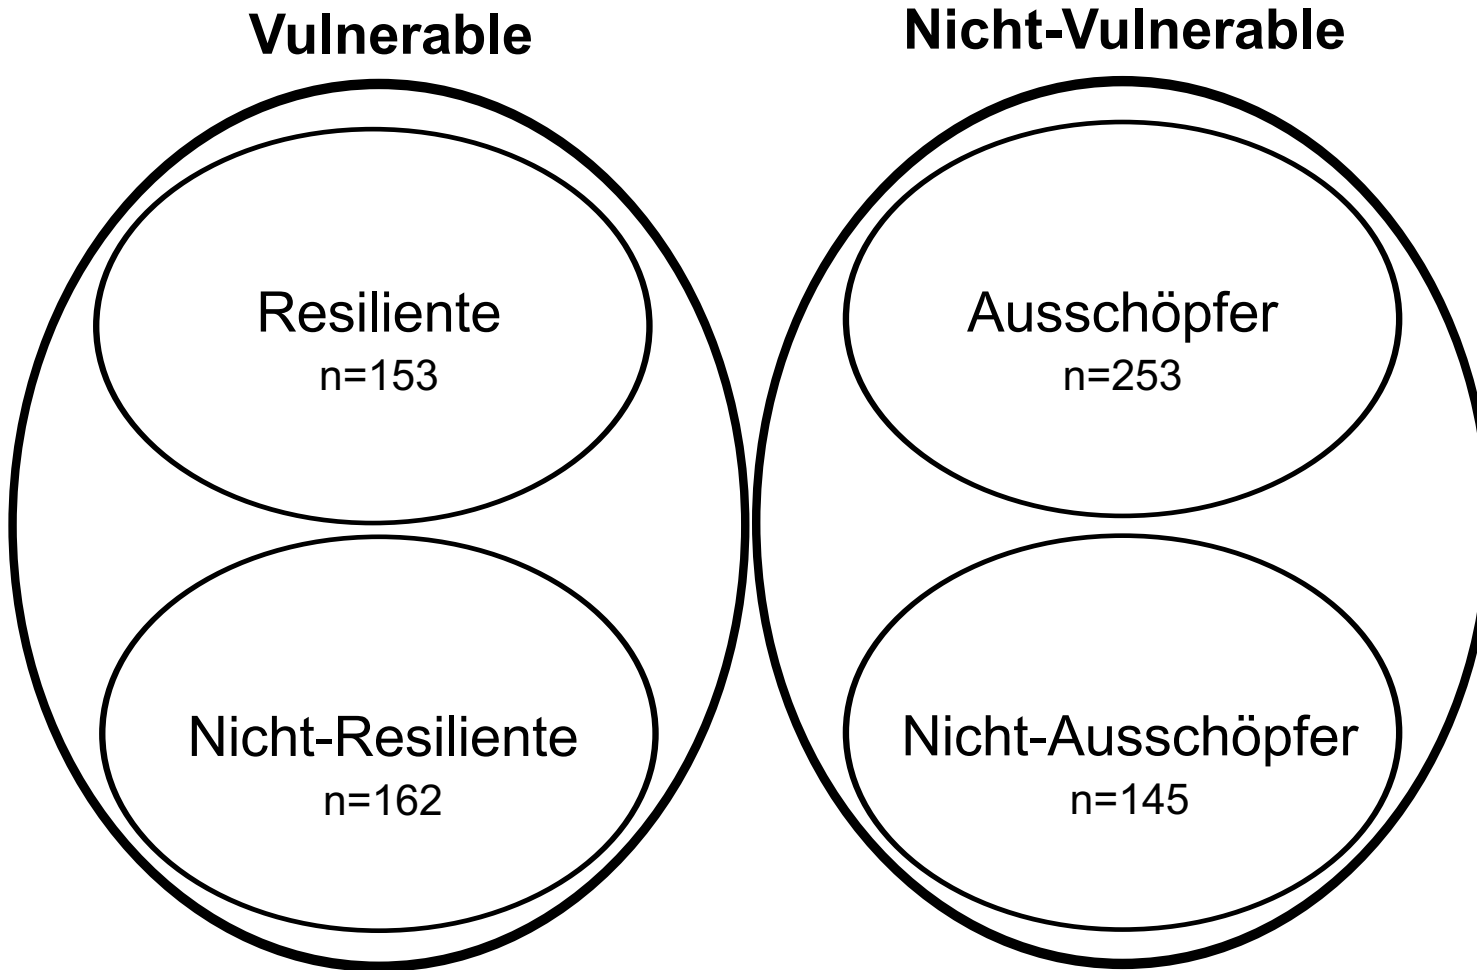 Vulnerable
Nicht-Vulnerable
Resiliente
n=153
Ausschöpfer
n=253
Nicht-Resiliente
n=162
Nicht-Ausschöpfer
n=145